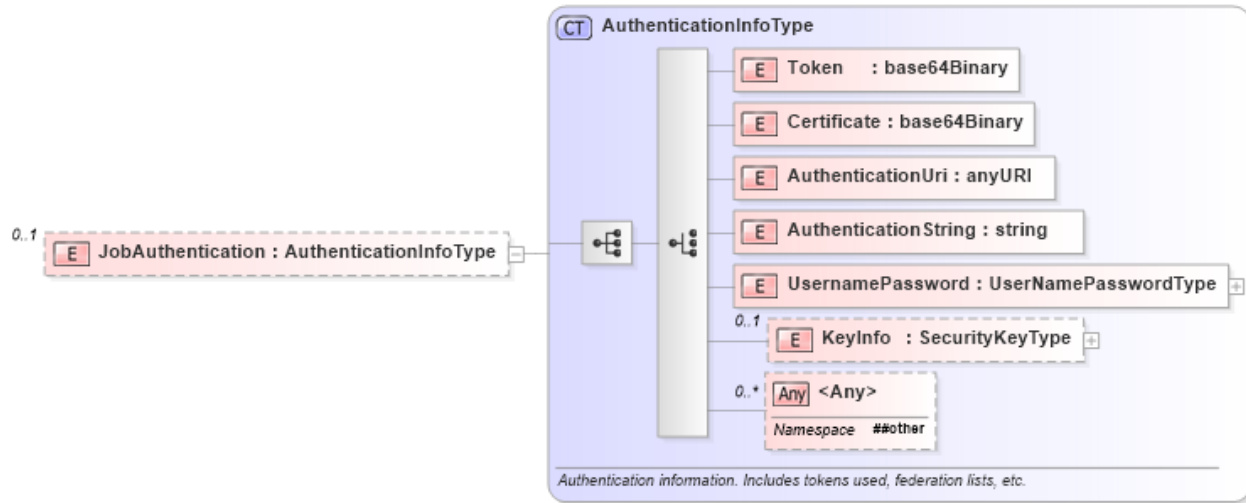 CT AuthenticationInfoType
E Token : base64Binary
E Certificate : base64Binary
E AuthenticationUri : anyURI
E AuthenticationString : string
0..1
E JobAuthentication : AuthenticationInfoType
E UsernamePassword : UserNamePasswordType
0..1
E KeyInfo : SecurityKeyType
0..*
Any <Any>
Namespace ##other
Authentication information. Includes tokens used, federation lists, etc.